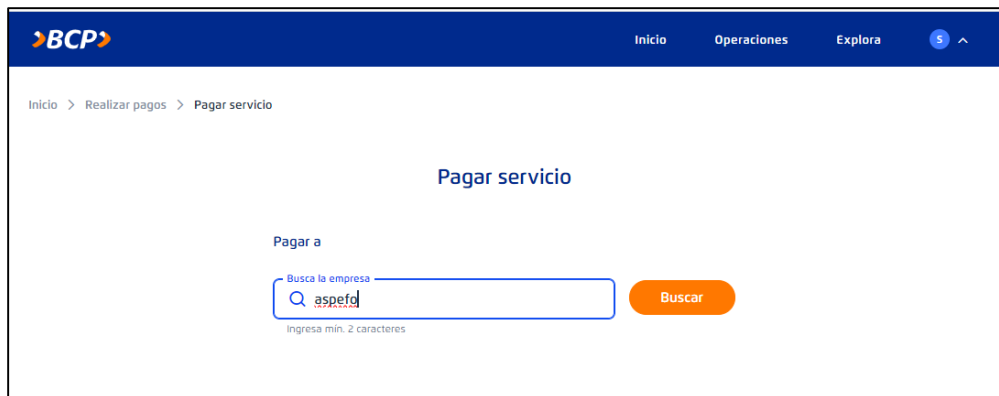 BCP
Inicio Operaciones Explora S
Inicio > Realizar pagos > Pagar servicio
Pagar servicio
Pagar a
Busca la empresa
aspefo
Buscar
Ingresa mín. 2 caracteres